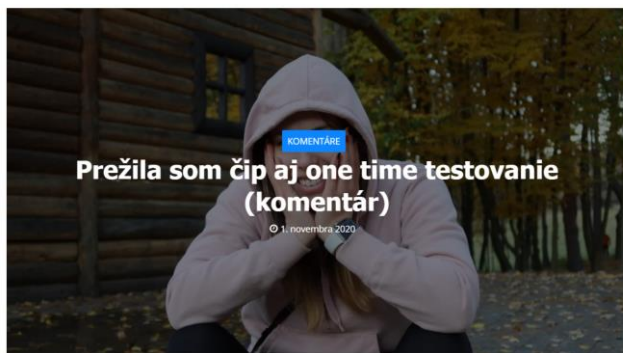 KOMENTÁRE
Prežila som čip aj one time testovanie
(komentár)
1. novembra 2020